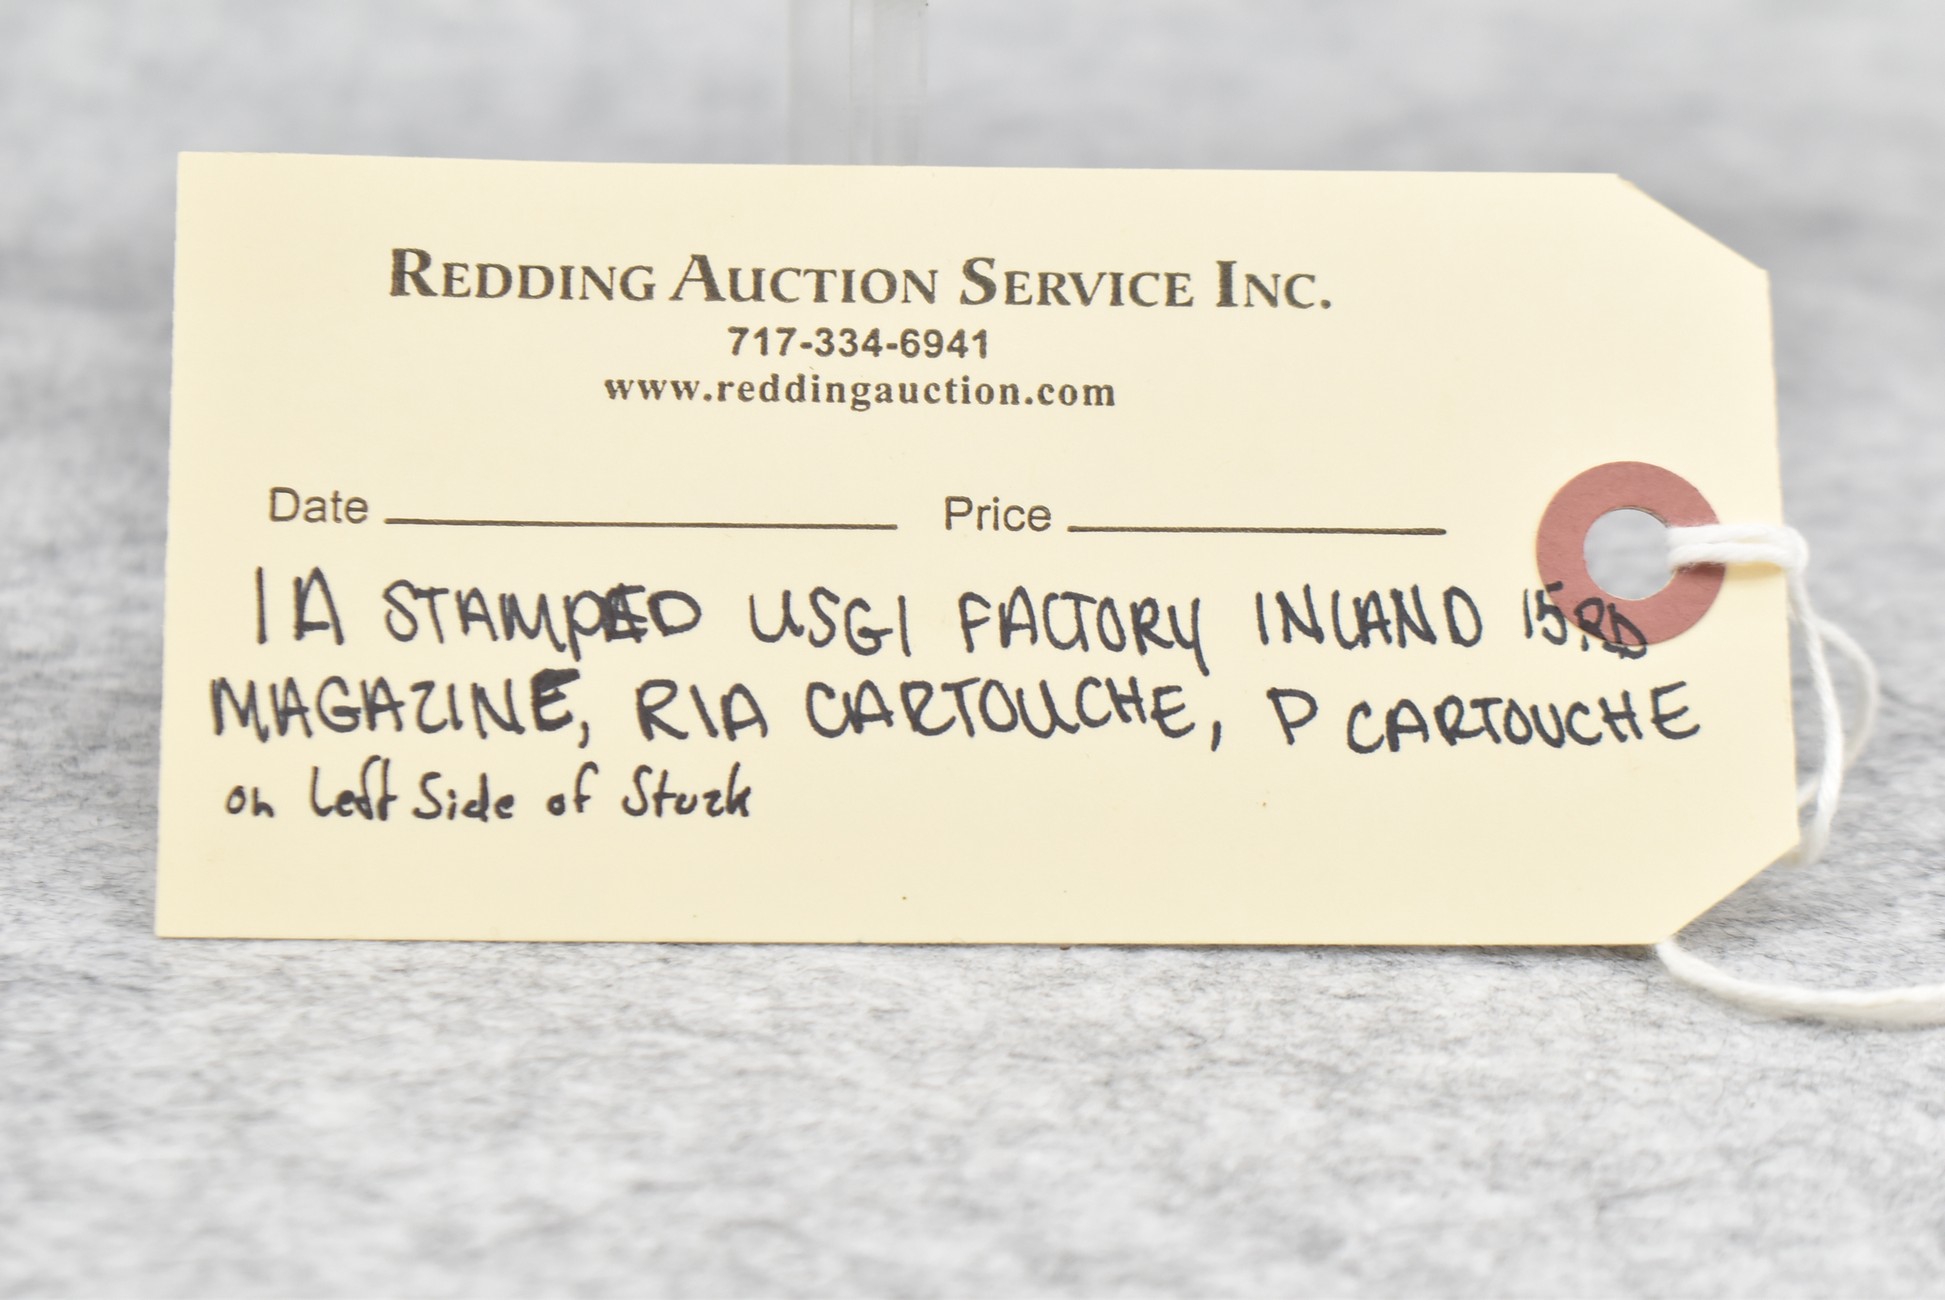 REDDING AUCTION SERVICE INC.
717-334-6941
www.reddingauction.com
Date Price
IA STAMPED USGI FACTORY INLAND 15RD
MAGAZINE, RIA CARTOUCHE, P CARTOUCHE
on Left Side of Stock